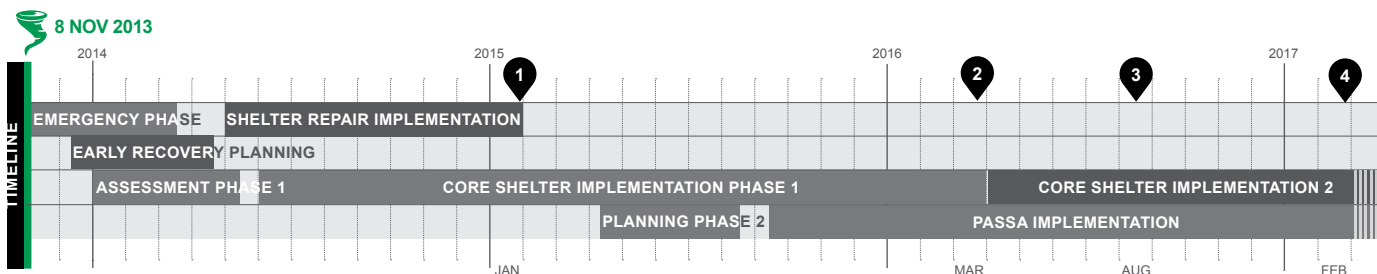 8 NOV 2013
2014
2015
2016
2017
1
2
3
4
TIMELINE
EMERGENCY PHASE
SHELTER REPAIR IMPLEMENTATION
EARLY RECOVERY PLANNING
ASSESSMENT PHASE 1
CORE SHELTER IMPLEMENTATION PHASE 1
CORE SHELTER IMPLEMENTATION 2
PLANNING PHASE 2
PASSA IMPLEMENTATION
JAN
MAR
AUG
FEB